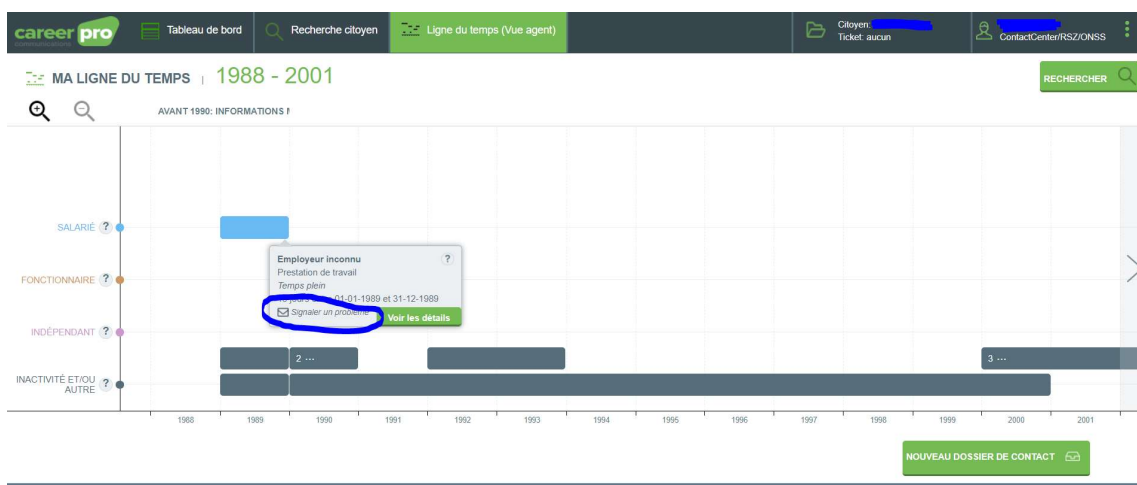 career pro
Tableau de bord
Recherche citoyen
Ligne du temps (Vue agent)
Citoyen:
Ticket: aucun
ContactCenter/RSZ/ONSS
MA LIGNE DU TEMPS | 1988 - 2001
RECHERCHER
AVANT 1990: INFORMATIONS
SALARIÉ ?
Employeur inconnu ?
Prestation de travail
Temps plein
01-01-1989 et 31-12-1989
Signaler un problème
Voir les détails
FONCTIONNAIRE ?
INDÉPENDANT ?
2 ...
3 ...
INACTIVITÉ ET/OU
AUTRE ?
1988 1989 1990 1991 1992 1993 1994 1995 1996 1997 1998 1999 2000 2001
NOUVEAU DOSSIER DE CONTACT